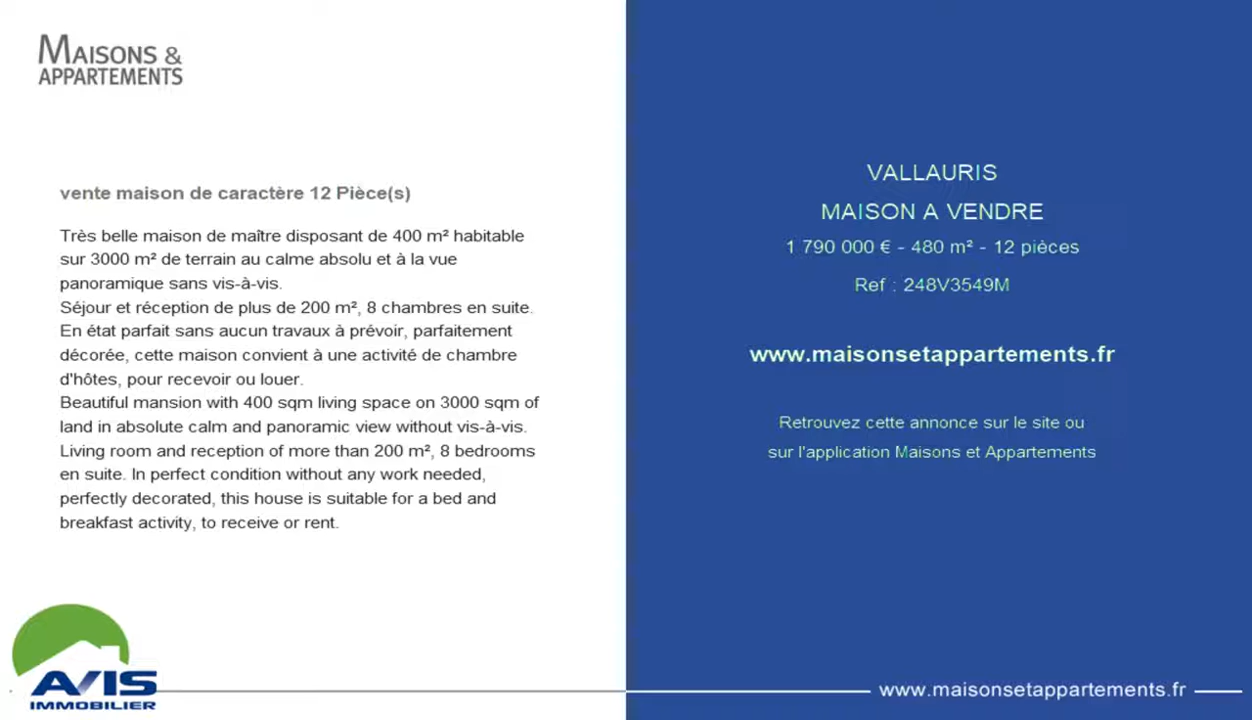 MAISONS &
APPARTEMENTS
vente maison de caractère 12 Pièce(s)
Très belle maison de maître disposant de 400 m² habitable
sur 3000 m² de terrain au calme absolu et à la vue
panoramique sans vis-à-vis.
Séjour et réception de plus de 200 m², 8 chambres en suite.
En état parfait sans aucun travaux à prévoir, parfaitement
décorée, cette maison convient à une activité de chambre
d'hôtes, pour recevoir ou louer.
Beautiful mansion with 400 sqm living space on 3000 sqm of
land in absolute calm and panoramic view without vis-à-vis.
Living room and reception of more than 200 m², 8 bedrooms
en suite. In perfect condition without any work needed,
perfectly decorated, this house is suitable for a bed and
breakfast activity, to receive or rent.
AVIS
IMMOBILIER
VALLAURIS
MAISON A VENDRE
1 790 000 € - 480 m² - 12 pièces
Ref : 248V3549M
www.maisonsetappartements.fr
Retrouvez cette annonce sur le site ou
sur l'application Maisons et Appartements
www.maisonsetappartements.fr